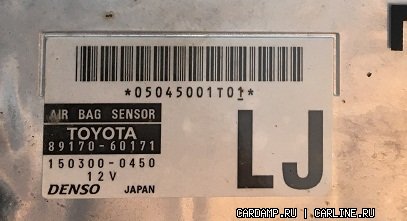 *05045001T01*
AIR BAG SENSOR
TOYOTA
89170-60171
150300-0450
12V
DENSO JAPAN
LJ
CARDAMP.RU | CARLINE.RU